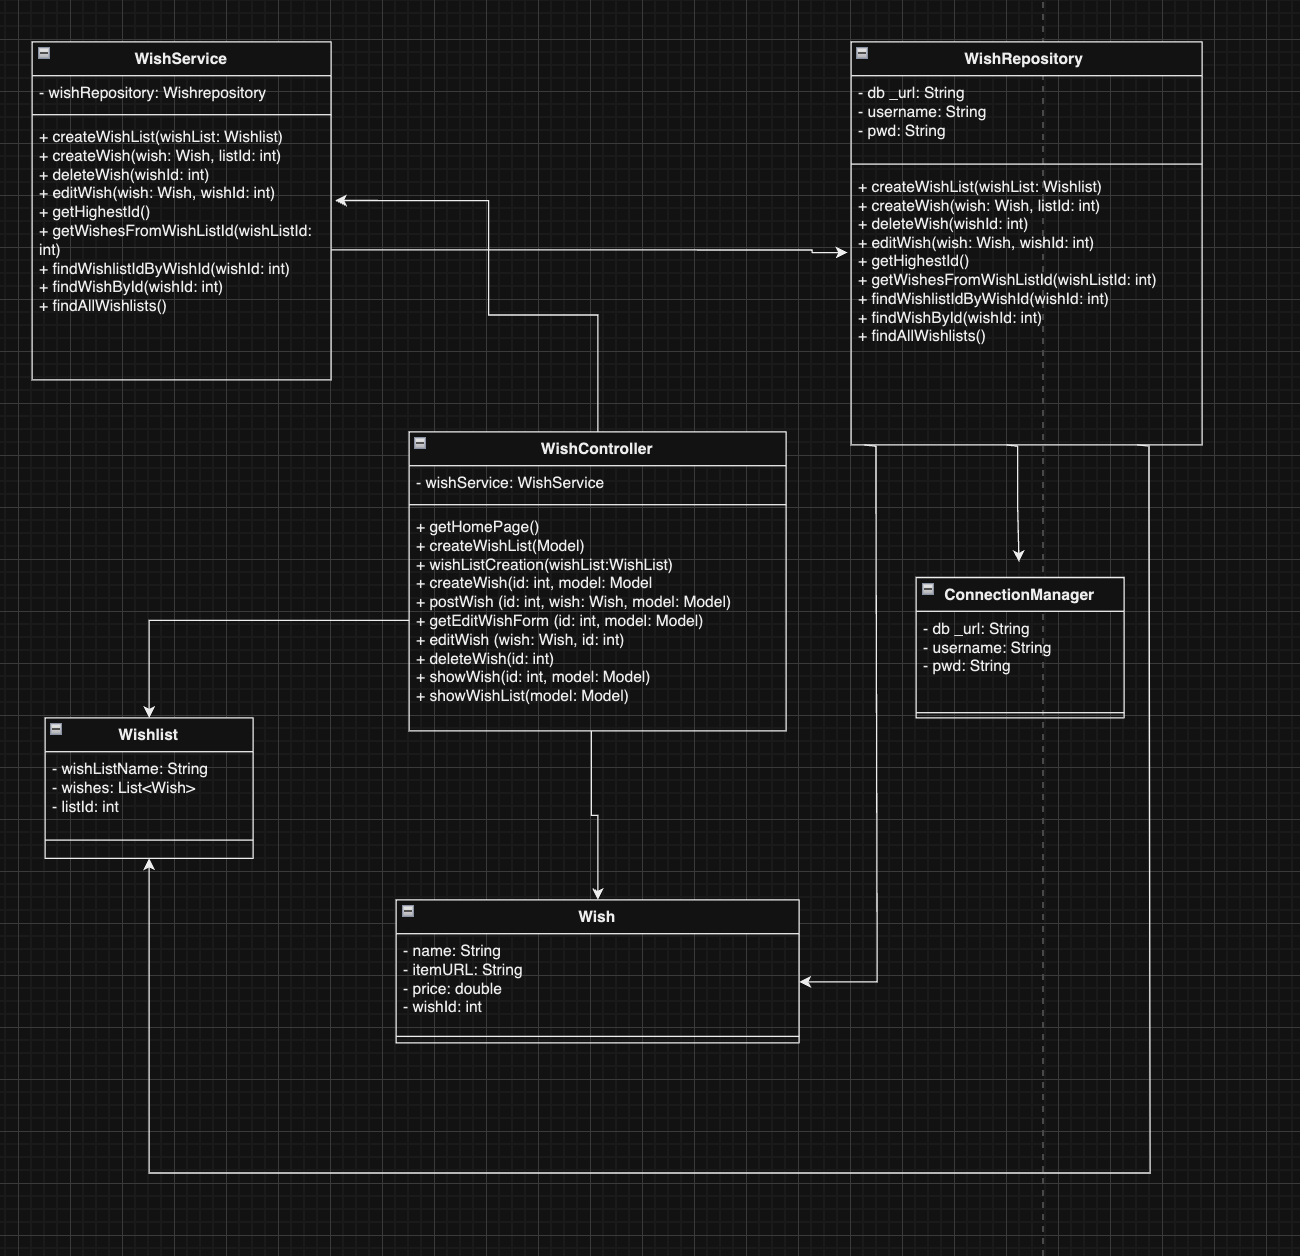 WishService
- wishRepository: Wishrepository
+ createWishList(wishList: Wishlist)
+ createWish(wish: Wish, listId: int)
+ deleteWish(wishId: int)
+ editWish(wish: Wish, wishId: int)
+ getHighestId()
+ getWishesFromWishListId(wishListId:
int)
+ findWishlistIdByWishId(wishId: int)
+ findWishById(wishId: int)
+ findAllWishlists()
WishRepository
- db _url: String
- username: String
- pwd: String
+ createWishList(wishList: Wishlist)
+ createWish(wish: Wish, listId: int)
+ deleteWish(wishId: int)
+ editWish(wish: Wish, wishId: int)
+ getHighestId()
+ getWishesFromWishListId(wishListId: int)
+ findWishlistIdByWishId(wishId: int)
+ findWishById(wishId: int)
+ findAllWishlists()
WishController
- wishService: WishService
+ getHomePage()
+ createWishList(Model)
+ wishListCreation(wishList:WishList)
+ createWish(id: int, model: Model
+ postWish (id: int, wish: Wish, model: Model)
+ getEditWishForm (id: int, model: Model)
+ editWish (wish: Wish, id: int)
+ deleteWish(id: int)
+ showWish(id: int, model: Model)
+ showWishList(model: Model)
ConnectionManager
- db _url: String
- username: String
- pwd: String
Wishlist
- wishListName: String
- wishes: List<Wish>
- listId: int
Wish
- name: String
- itemURL: String
- price: double
- wishId: int